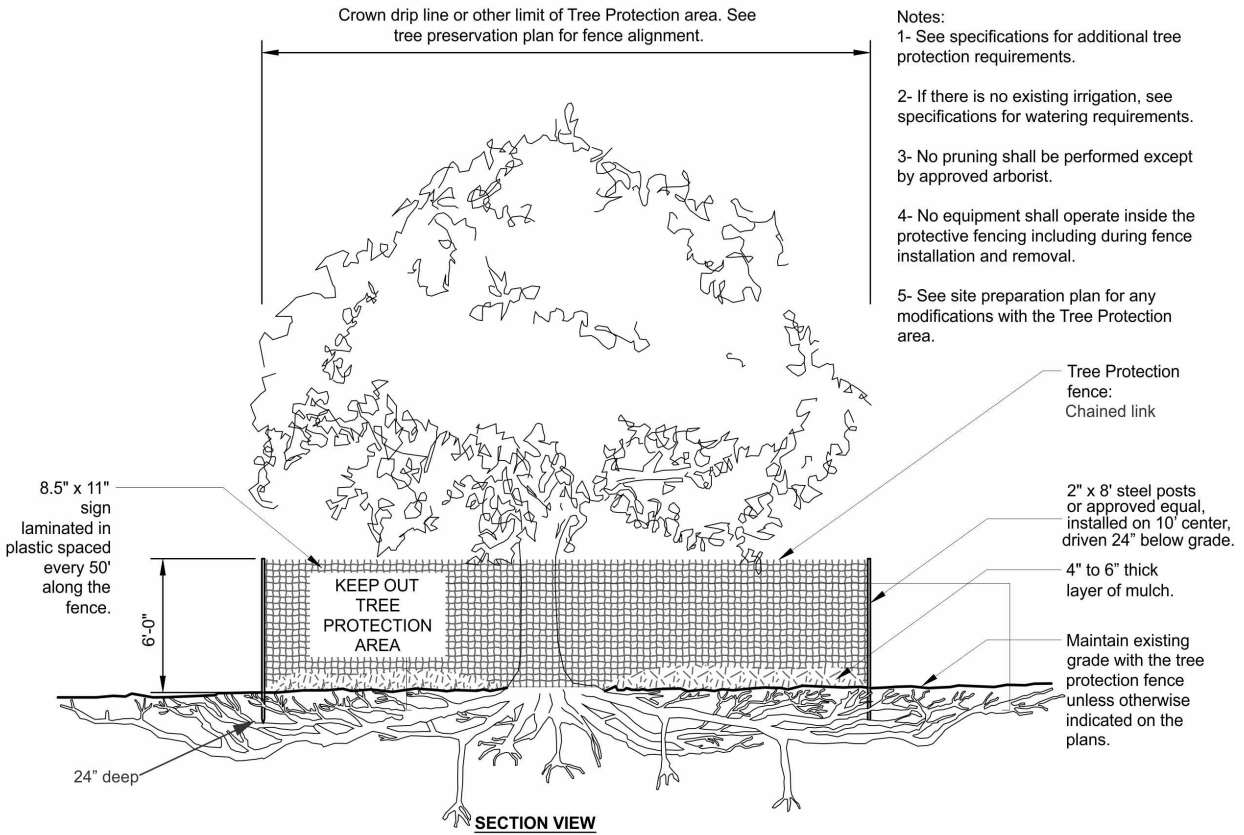 Crown drip line or other limit of Tree Protection area. See
tree preservation plan for fence alignment.
Notes:
1- See specifications for additional tree
protection requirements.
2- If there is no existing irrigation, see
specifications for watering requirements.
3- No pruning shall be performed except
by approved arborist.
4- No equipment shall operate inside the
protective fencing including during fence
installation and removal.
5- See site preparation plan for any
modifications with the Tree Protection
area.
Tree Protection
fence:
Chained link
8.5" x 11"
sign
laminated in
plastic spaced
every 50'
along the
fence.
2" x 8' steel posts
or approved equal,
installed on 10' center,
driven 24” below grade.
4" to 6” thick
layer of mulch.
KEEP OUT
TREE
PROTECTION
AREA
6'-0"
Maintain existing
grade with the tree
protection fence
unless otherwise
indicated on the
plans.
24” deep
SECTION VIEW